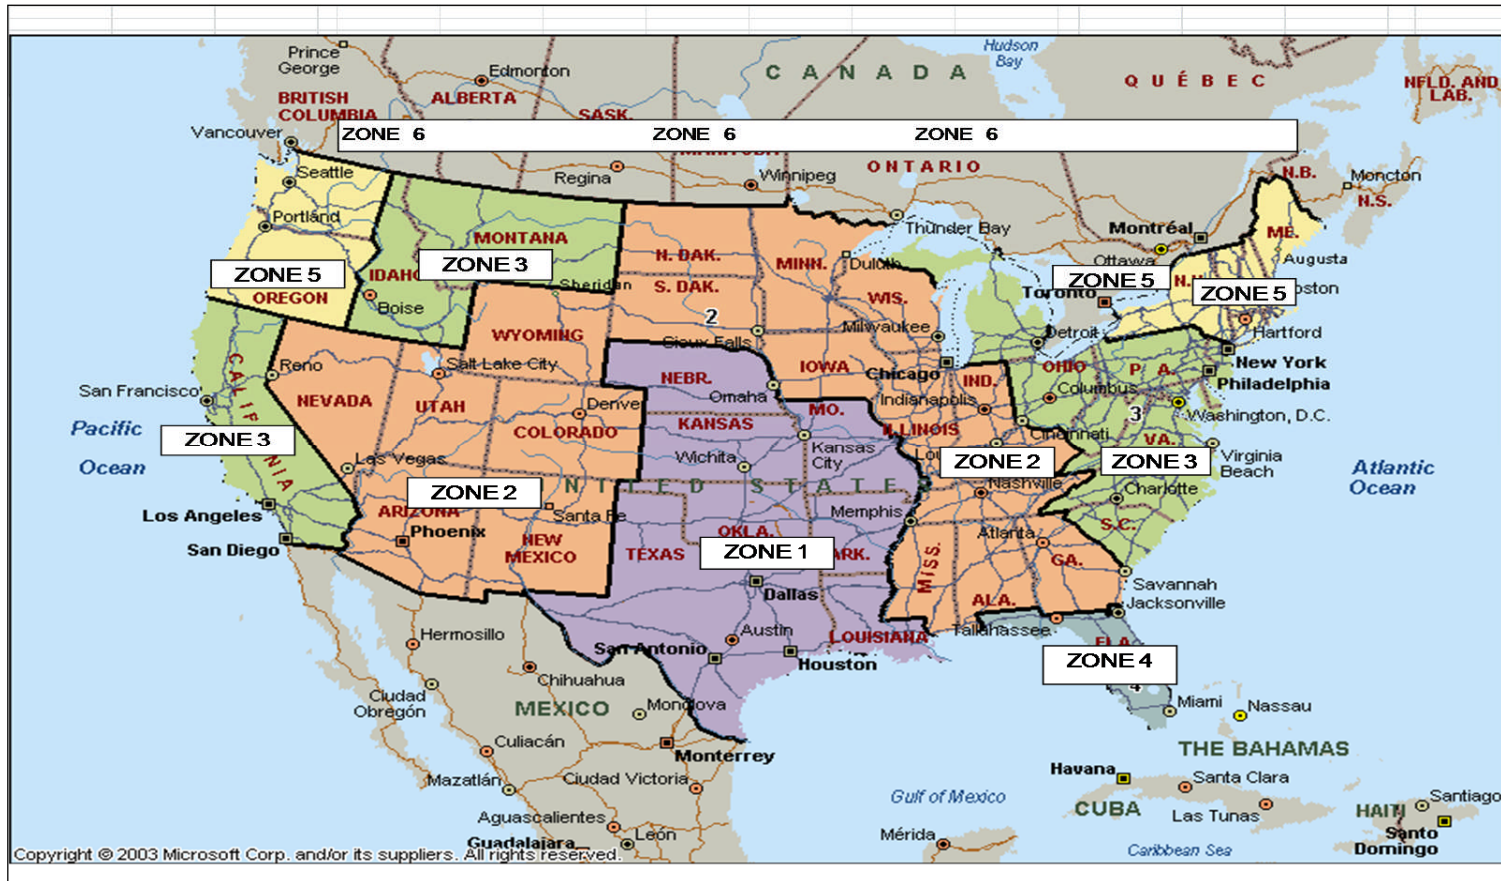 Hudson
Bay
Prince
George
Edmonton
CANADA
QUÉBEC
NFLD. AND
LAB.
BRITISH
COLUMBIA
ALBERTA
SASK.
Vancouver
ZONE 6 ZONE 6 ZONE 6
ONTARIO
N.B.
Moncton
N.S.
Regina
Winnipeg
Seattle
Portland
Thunder Bay
Montréal
Ottawa
ME.
Augusta
MONTANA
N. DAK.
MINN.
Duluth
ZONE 5
IDAHO
ZONE 3
ZONE 5
Toronto
ZONE 5
OREGON
Boise
Sheridan
S. DAK.
WIS.
2
Milwaukee
Detroit
Hartford
WYOMING
Sioux Falls
New York
Reno
Salt Lake City
IOWA
Chicago
OHIO
P A.
Philadelphia
CALIFORNIA
San Francisco
NEVADA
UTAH
Denver
COLORADO
NEBR.
Omaha
MO.
IND.
Indianapolis
Columbus
3
Washington, D.C.
KANSAS
ILLINOIS
Cincinnati
VA.
Virginia
Beach
Pacific
Ocean
ZONE 3
Las Vegas
Wichita
Kansas
City
ZONE 2
ZONE 3
Atlantic
Ocean
ZONE 2
UNITED STATES
Nashville
Charlotte
Los Angeles
ARIZONA
Phoenix
Santa Fe
Memphis
S.C.
San Diego
NEW
MEXICO
TEXAS
OKLA.
ZONE 1
ARK.
MISS.
Atlanta
GA.
Dallas
ALA.
Savannah
Jacksonville
Hermosillo
Austin
San Antonio
Houston
LOUISIANA
Tallahassee
FLA.
ZONE 4
4
Chihuahua
Ciudad
Obregón
MEXICO
Monclova
Miami
Nassau
Culiacán
Monterrey
THE BAHAMAS
Mazatlán
Ciudad Victoria
Havana
Santa Clara
Gulf of Mexico
CUBA
Las Tunas
HAITI
Santiago
Santo
Domingo
Aguascalientes
León
Guadalajara
Mérida
Caribbean Sea
Copyright © 2003 Microsoft Corp. and/or its suppliers. All rights reserved.